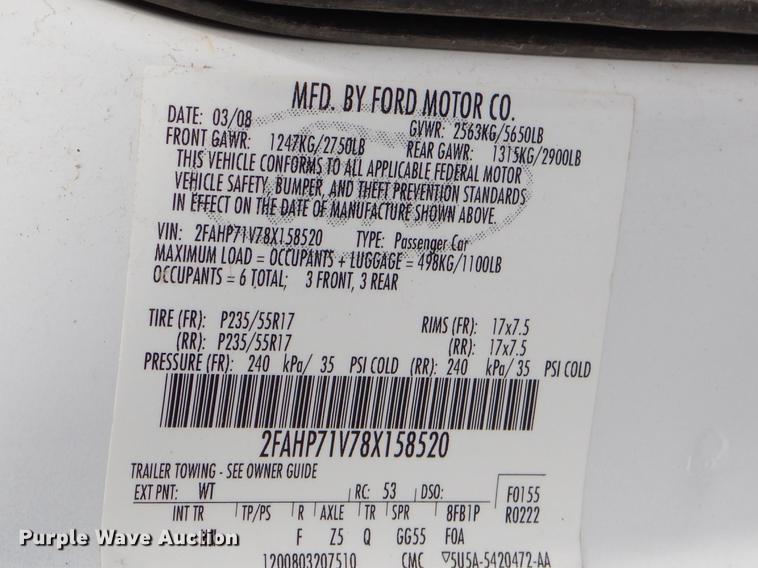 MFD. BY FORD MOTOR CO.
DATE: 03/08 GVWR: 2563KG/5650LB
FRONT GAWR: 1247KG/2750LB REAR GAWR: 1315KG/2900LB
THIS VEHICLE CONFORMS TO ALL APPLICABLE FEDERAL MOTOR
VEHICLE SAFETY, BUMPER, AND THEFT PREVENTION STANDARDS
IN EFFECT ON THE DATE OF MANUFACTURE SHOWN ABOVE.
VIN: 2FAHP71V78X158520 TYPE: Passenger Car
MAXIMUM LOAD = OCCUPANTS + LUGGAGE = 498KG/1100LB
OCCUPANTS = 6 TOTAL; 3 FRONT, 3 REAR
TIRE (FR): P235/55R17 RIMS (FR): 17x7.5
(RR): P235/55R17 (RR): 17x7.5
PRESSURE (FR): 240 kPa/ 35 PSI COLD (RR): 240 kPa/ 35 PSI COLD
2FAHP71V78X158520
TRAILER TOWING - SEE OWNER GUIDE
EXT PNT: WT RC: 53 DSO: F0155
INT TR TP/PS R AXLE TR SPR 8FB1P R0222
F Z5 Q GG55 F0A
1200803207510 CMC ▽5U5A-5420472-AA
Purple Wave Auction